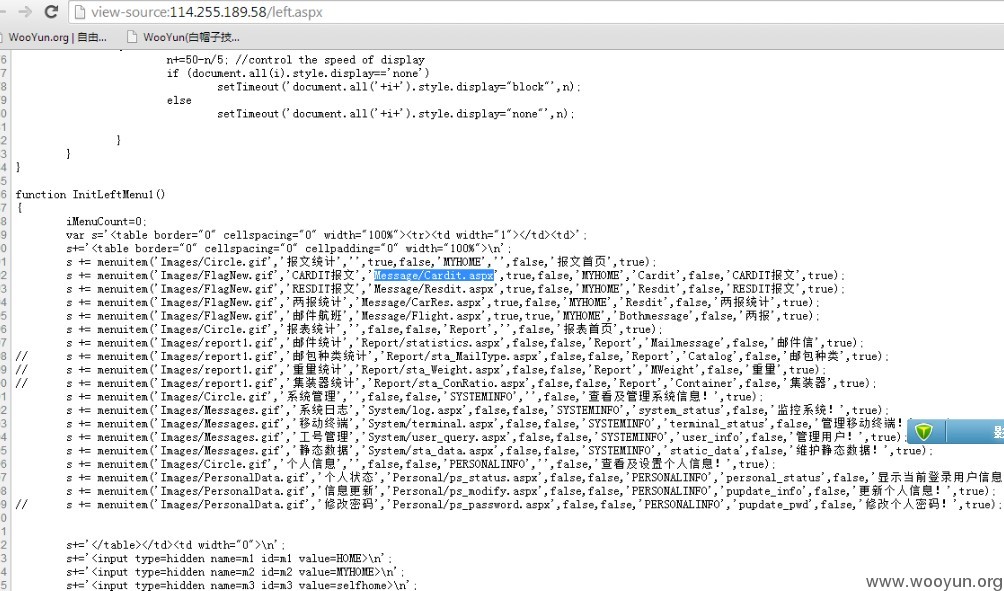 view-source:114.255.189.58/left.aspx
WooYun.org | 自由... WooYun(白帽子技...
6 n+=50-n/5; //control the speed of display
7 if (document.all(i).style.display=='none')
8 setTimeout('document.all('+i+').style.display="block"',n);
9 else
0 setTimeout('document.all('+i+').style.display="none"',n);
1
2 }
3 }
4 }
5
6 function InitLeftMenu1()
7 {
8 iMenuCount=0;
9 var s='<table border="0" cellspacing="0" width="100%"><tr><td width="1"></td><td>';
0 s+='<table border="0" cellspacing="0" cellpadding="0" width="100%">\n';
1 s += menuitem('Images/Circle.gif','报文统计','',true,false,'MYHOME','',false,'报文首页',true);
2 s += menuitem('Images/FlagNew.gif','CARDIT报文','Message/Cardit.aspx',true,false,'MYHOME','Cardit',false,'CARDIT报文',true);
3 s += menuitem('Images/FlagNew.gif','RESDIT报文','Message/Resdit.aspx',true,false,'MYHOME','Resdit',false,'RESDIT报文',true);
4 s += menuitem('Images/FlagNew.gif','两报统计','Message/CarRes.aspx',true,false,'MYHOME','Resdit',false,'两报统计',true);
5 s += menuitem('Images/FlagNew.gif','邮件航班','Message/Flight.aspx',true,true,'MYHOME','Bothmessage',false,'两报',true);
6 s += menuitem('Images/Circle.gif','报表统计','',false,false,'Report','',false,'报表首页',true);
7 s += menuitem('Images/report1.gif','邮件统计','Report/statistics.aspx',false,false,'Report','Mailmessage',false,'邮件信',true);
8 // s += menuitem('Images/report1.gif','邮包种类统计','Report/sta_MailType.aspx',false,false,'Report','Catalog',false,'邮包种类',true);
9 // s += menuitem('Images/report1.gif','重量统计','Report/sta_Weight.aspx',false,false,'Report','MWeight',false,'重量',true);
0 // s += menuitem('Images/report1.gif','集装器统计','Report/sta_ConRatio.aspx',false,false,'Report','Container',false,'集装器',true);
1 s += menuitem('Images/Circle.gif','系统管理','',false,false,'SYSTEMINFO','',false,'查看及管理系统信息！',true);
2 s += menuitem('Images/Messages.gif','系统日志','System/log.aspx',false,false,'SYSTEMINFO','system_status',false,'监控系统！',true);
3 s += menuitem('Images/Messages.gif','移动终端','System/terminal.aspx',false,false,'SYSTEMINFO','terminal_status',false,'管理移动终端！
4 s += menuitem('Images/Messages.gif','工号管理','System/user_query.aspx',false,false,'SYSTEMINFO','user_info',false,'管理用户！',true);
5 s += menuitem('Images/Messages.gif','静态数据','System/sta_data.aspx',false,false,'SYSTEMINFO','static_data',false,'维护静态数据！',true);
6 s += menuitem('Images/Circle.gif','个人信息','',false,false,'PERSONALINFO','',false,'查看及设置个人信息！',true);
7 s += menuitem('Images/PersonalData.gif','个人状态','Personal/ps_status.aspx',false,false,'PERSONALINFO','personal_status',false,'显示当前登录用户信息
8 s += menuitem('Images/PersonalData.gif','信息更新','Personal/ps_modify.aspx',false,false,'PERSONALINFO','pupdate_info',false,'更新个人信息！',true);
9 // s += menuitem('Images/PersonalData.gif','修改密码','Personal/ps_password.aspx',false,false,'PERSONALINFO','pupdate_pwd',false,'修改个人密码！',true);
0
1
2 s+='</table></td><td width="0">\n';
3 s+='<input type=hidden name=m1 id=m1 value=HOME>\n';
4 s+='<input type=hidden name=m2 id=m2 value=MYHOME>\n';
5 s+='<input type=hidden name=m3 id=m3 value=selfhome>\n';
www.wooyun.org